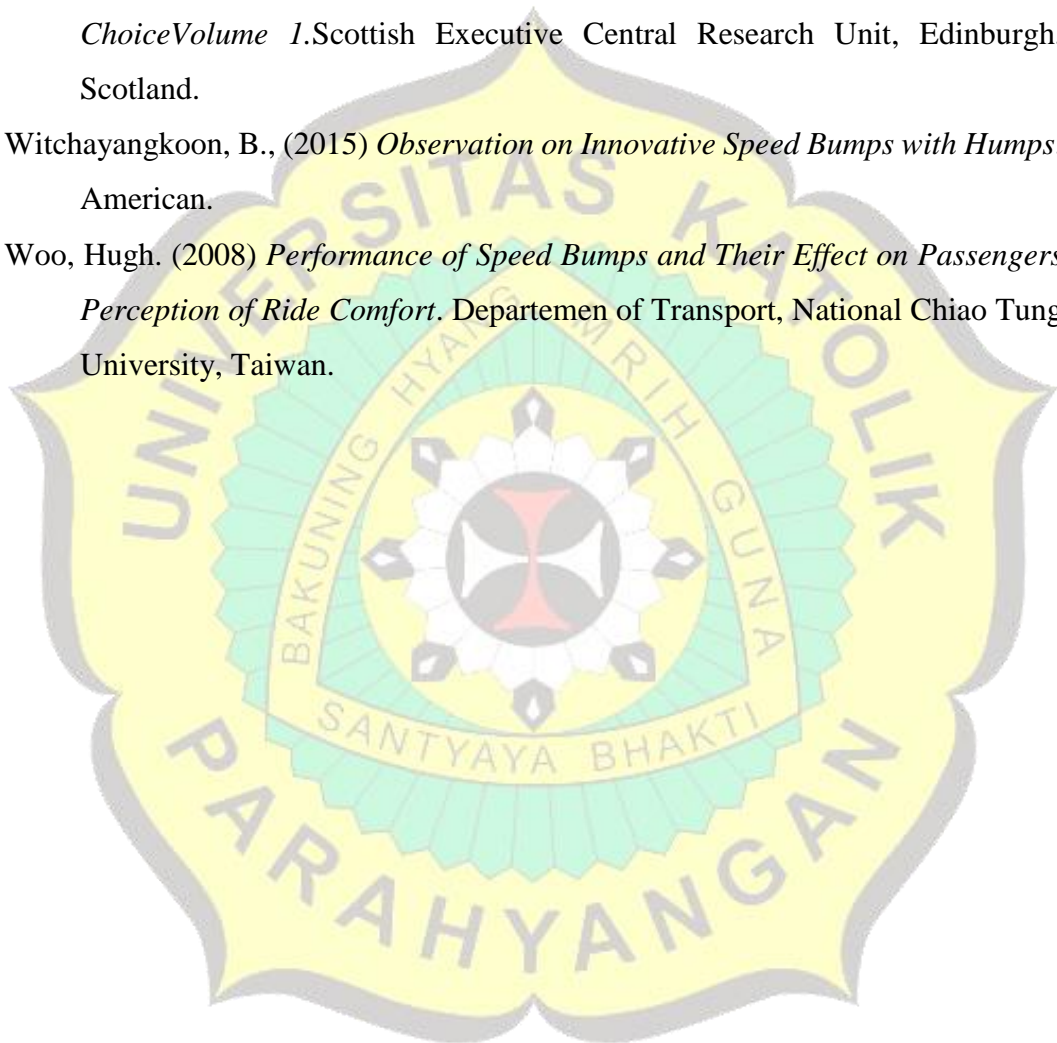 ChoiceVolume 1.Scottish Executive Central Research Unit, Edinburgh.
Scotland.
Witchayangkoon, B., (2015) Observation on Innovative Speed Bumps with Humps.
American.
Woo, Hugh. (2008) Performance of Speed Bumps and Their Effect on Passengers
Perception of Ride Comfort. Departemen of Transport, National Chiao Tung
University, Taiwan.
UNIVERSITAS KATOLIK
PARAHYANGAN
BAKUNING HYANG MRIH GUNA
SANTYAYA BHAKTI